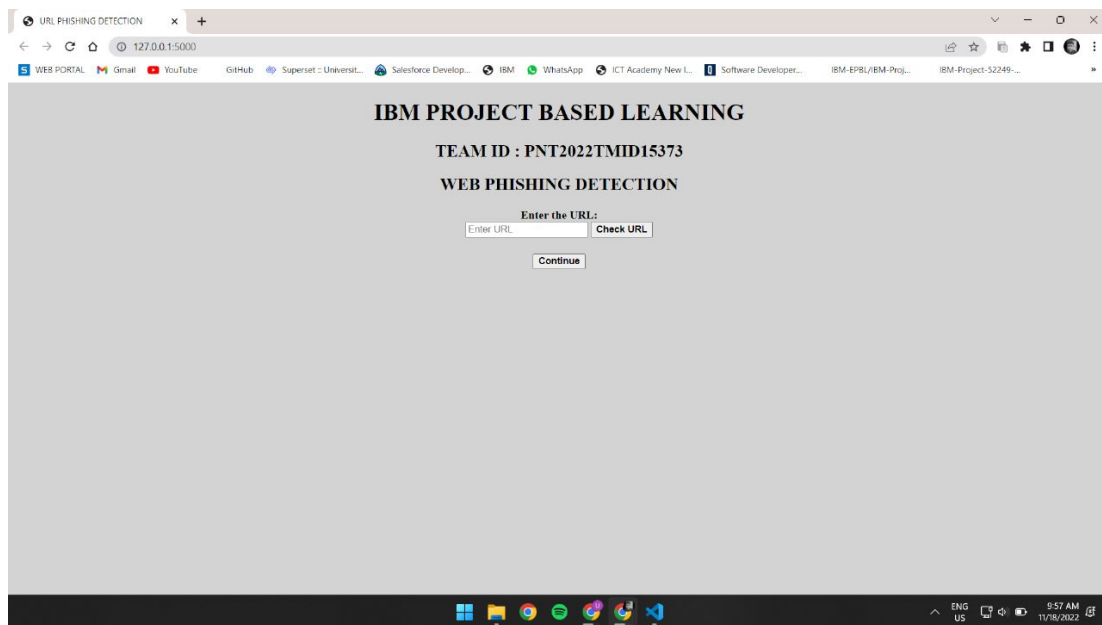 URL PHISHING DETECTION
127.0.0.1:5000
S WEB PORTAL Gmail YouTube GitHub Superset :: Universit... Salesforce Develop... IBM WhatsApp ICT Academy New I... Software Developer... IBM-EPBL/IBM-Proj... IBM-Project-52249-...
IBM PROJECT BASED LEARNING
TEAM ID : PNT2022TMID15373
WEB PHISHING DETECTION
Enter the URL:
Enter URL Check URL
Continue
ENG 9:57 AM
US 11/18/2022